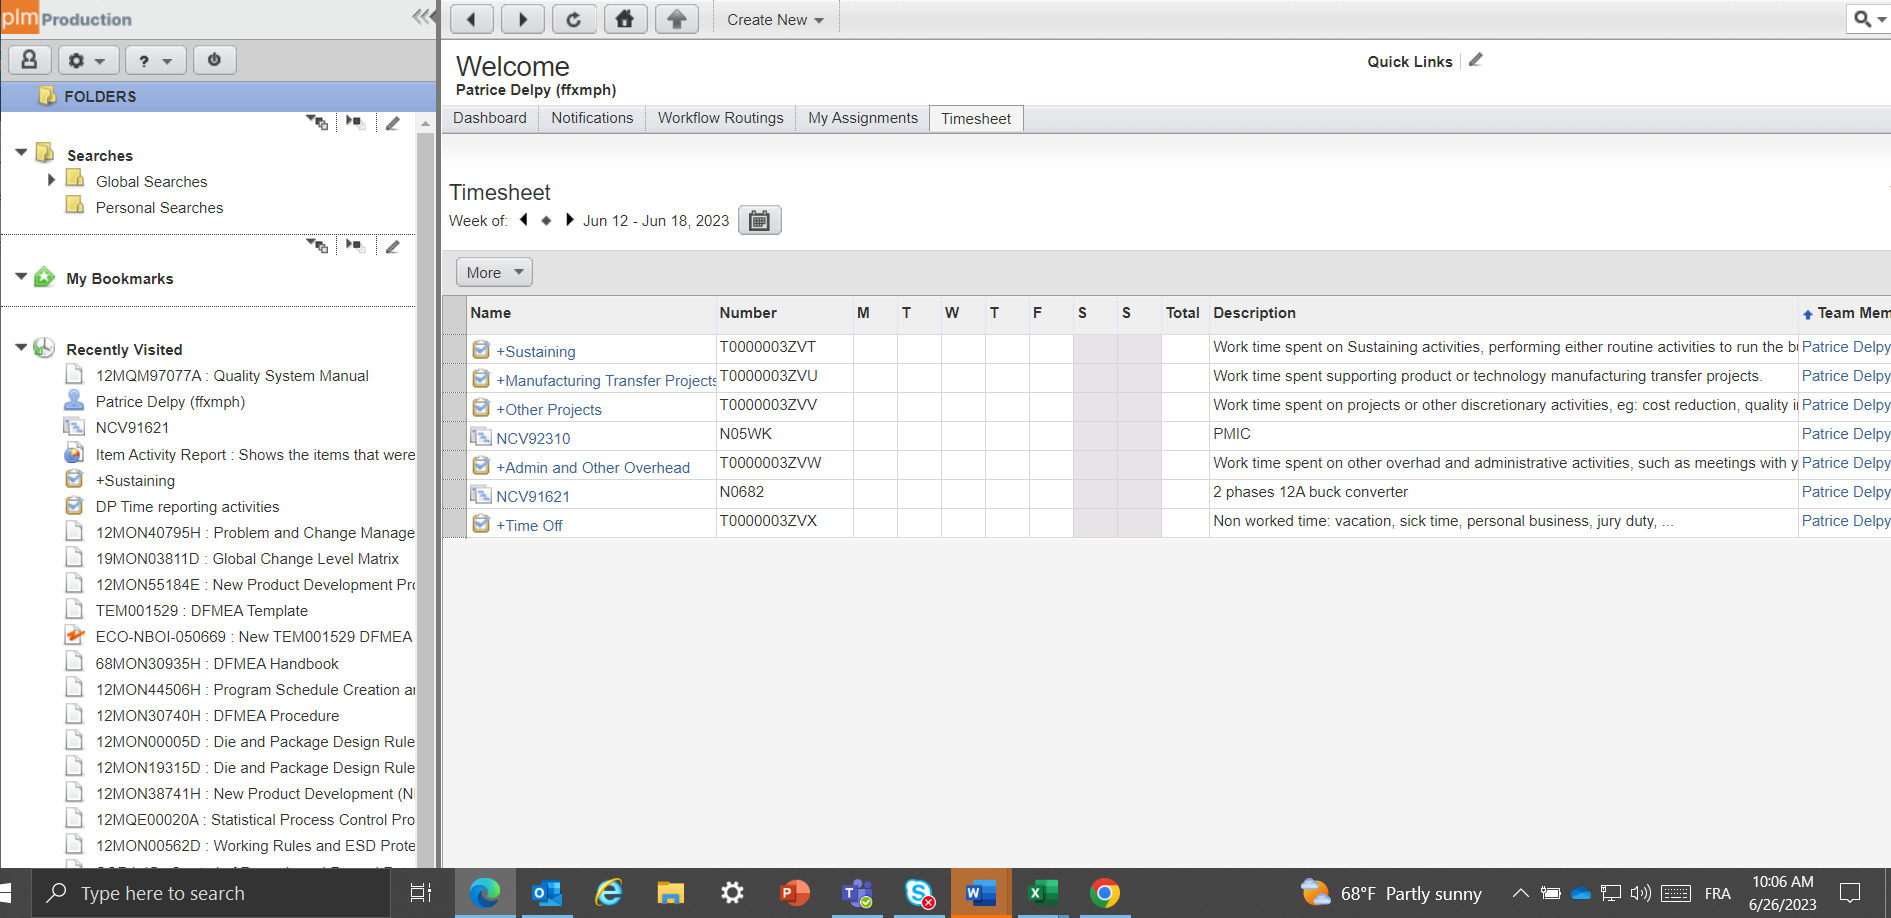 plm Production
FOLDERS
Searches
Global Searches
Personal Searches
My Bookmarks
Recently Visited
12MQM97077A : Quality System Manual
Patrice Delpy (ffxmph)
NCV91621
Item Activity Report : Shows the items that were
+Sustaining
DP Time reporting activities
12MON40795H : Problem and Change Manage
19MON03811D : Global Change Level Matrix
12MON55184E : New Product Development Pro
TEM001529 : DFMEA Template
ECO-NBOI-050669 : New TEM001529 DFMEA
68MON30935H : DFMEA Handbook
12MON44506H : Program Schedule Creation an
12MON30740H : DFMEA Procedure
12MON00005D : Die and Package Design Rule
12MON19315D : Die and Package Design Rule
12MON38741H : New Product Development (N
12MQE00020A : Statistical Process Control Pro
12MON00562D : Working Rules and ESD Prote
Create New
Welcome
Patrice Delpy (ffxmph)
Quick Links
Dashboard Notifications Workflow Routings My Assignments Timesheet
Timesheet
Week of: Jun 12 - Jun 18, 2023
More
Name Number M T W T F S S Total Description Team Mem
+Sustaining T0000003ZVT Work time spent on Sustaining activities, performing either routine activities to run the bu Patrice Delpy
+Manufacturing Transfer Projects T0000003ZVU Work time spent supporting product or technology manufacturing transfer projects. Patrice Delpy
+Other Projects T0000003ZVV Work time spent on projects or other discretionary activities, eg: cost reduction, quality i Patrice Delpy
NCV92310 N05WK PMIC Patrice Delpy
+Admin and Other Overhead T0000003ZVW Work time spent on other overhad and administrative activities, such as meetings with y Patrice Delpy
NCV91621 N0682 2 phases 12A buck converter Patrice Delpy
+Time Off T0000003ZVX Non worked time: vacation, sick time, personal business, jury duty, ... Patrice Delpy
Type here to search
68°F Partly sunny
FRA
10:06 AM
6/26/2023